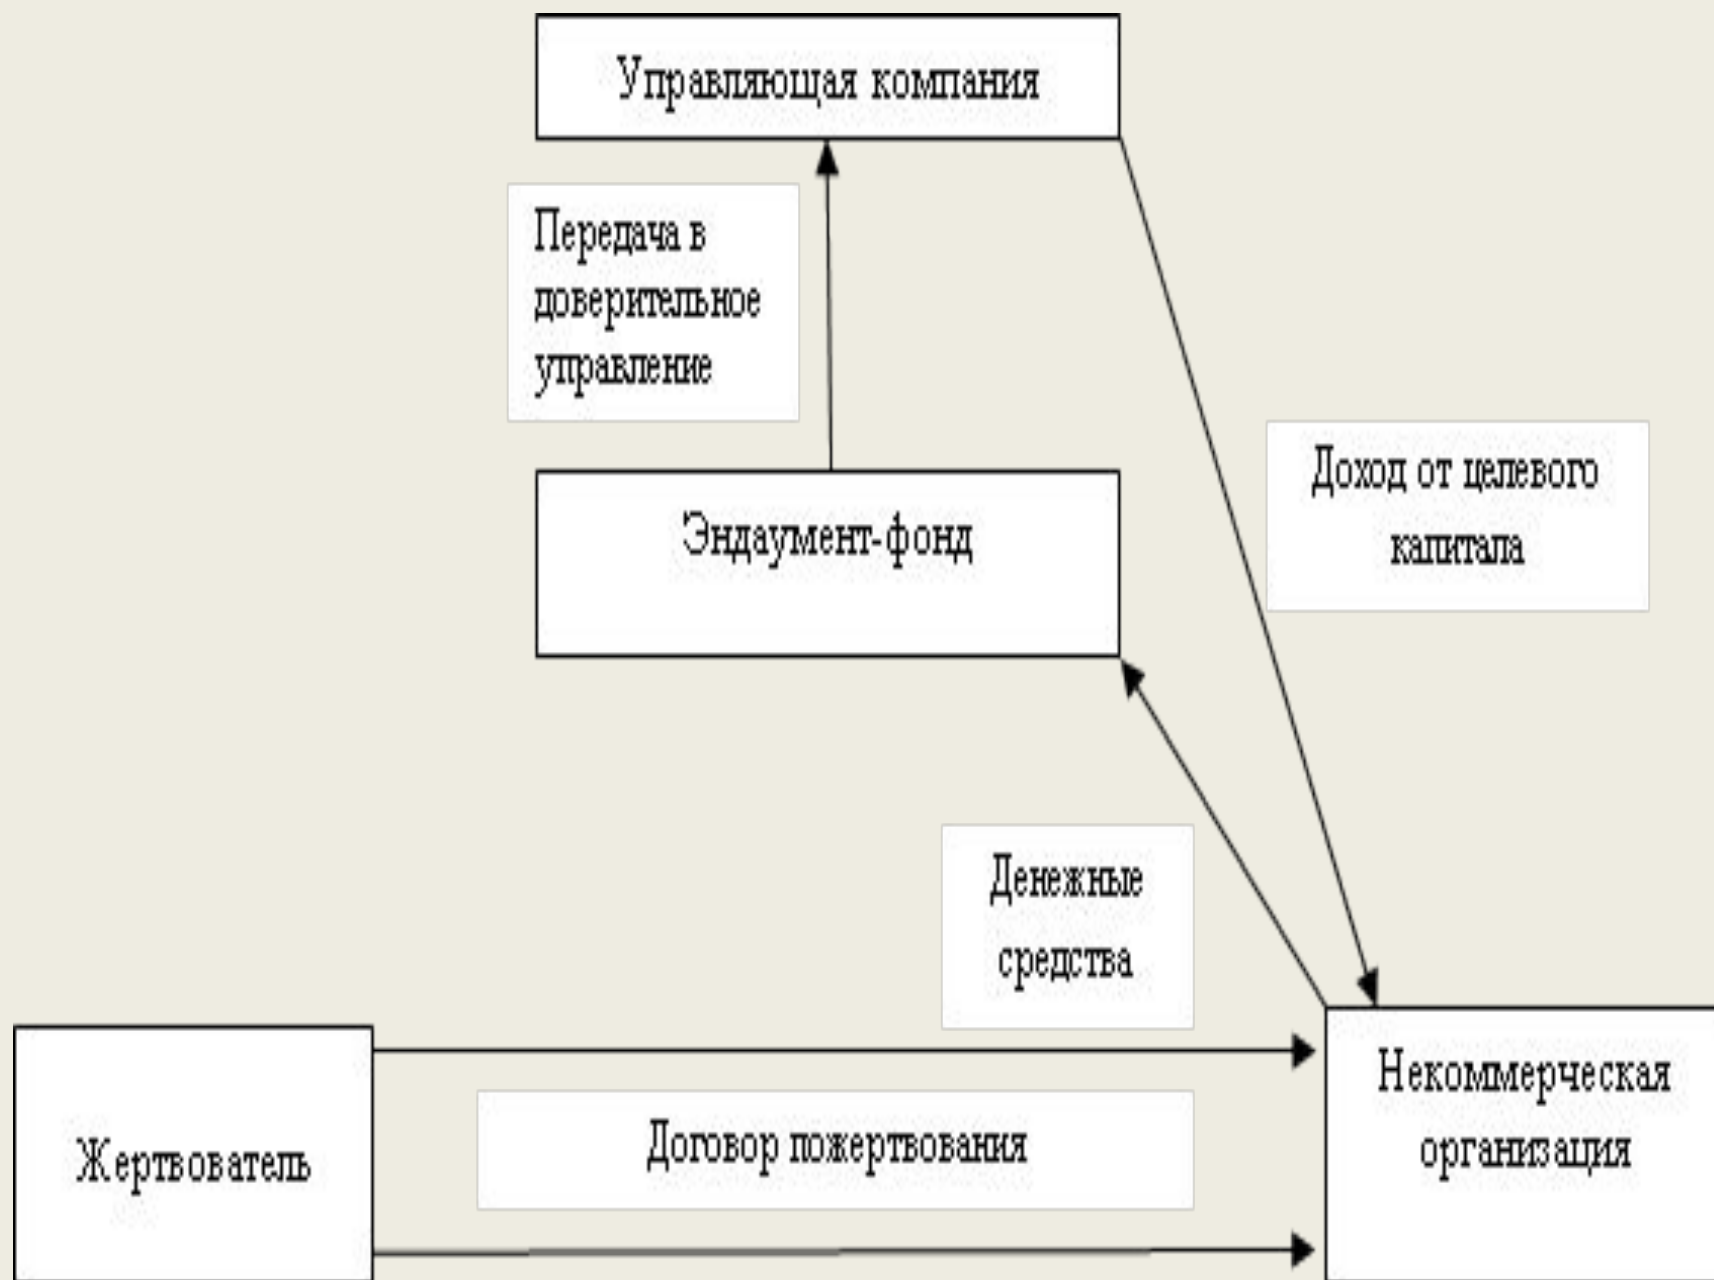 Управляющая компания
Передача в
доверительное
управление
Доход от целевого
капитала
Эндаумент-фонд
Денежные
средства
Жертвователь
Договор пожертвования
Некоммерческая
организация